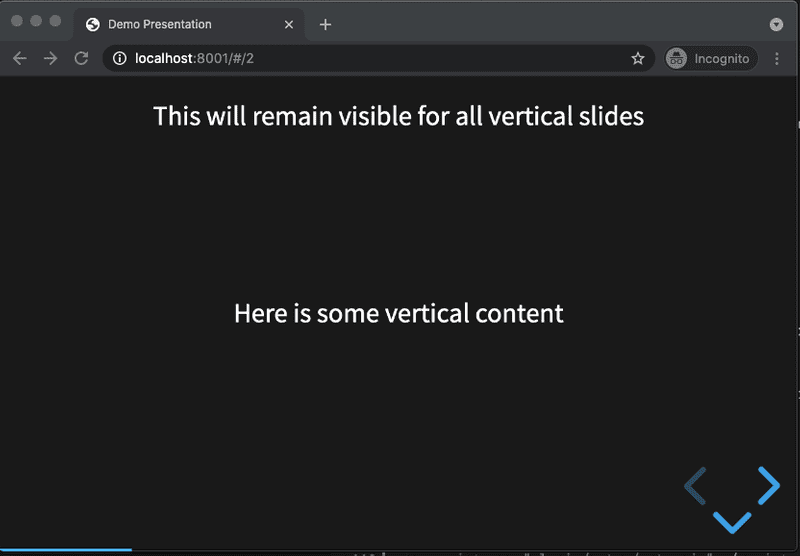 Demo Presentation
localhost:8001/#/2
Incognito
This will remain visible for all vertical slides
Here is some vertical content